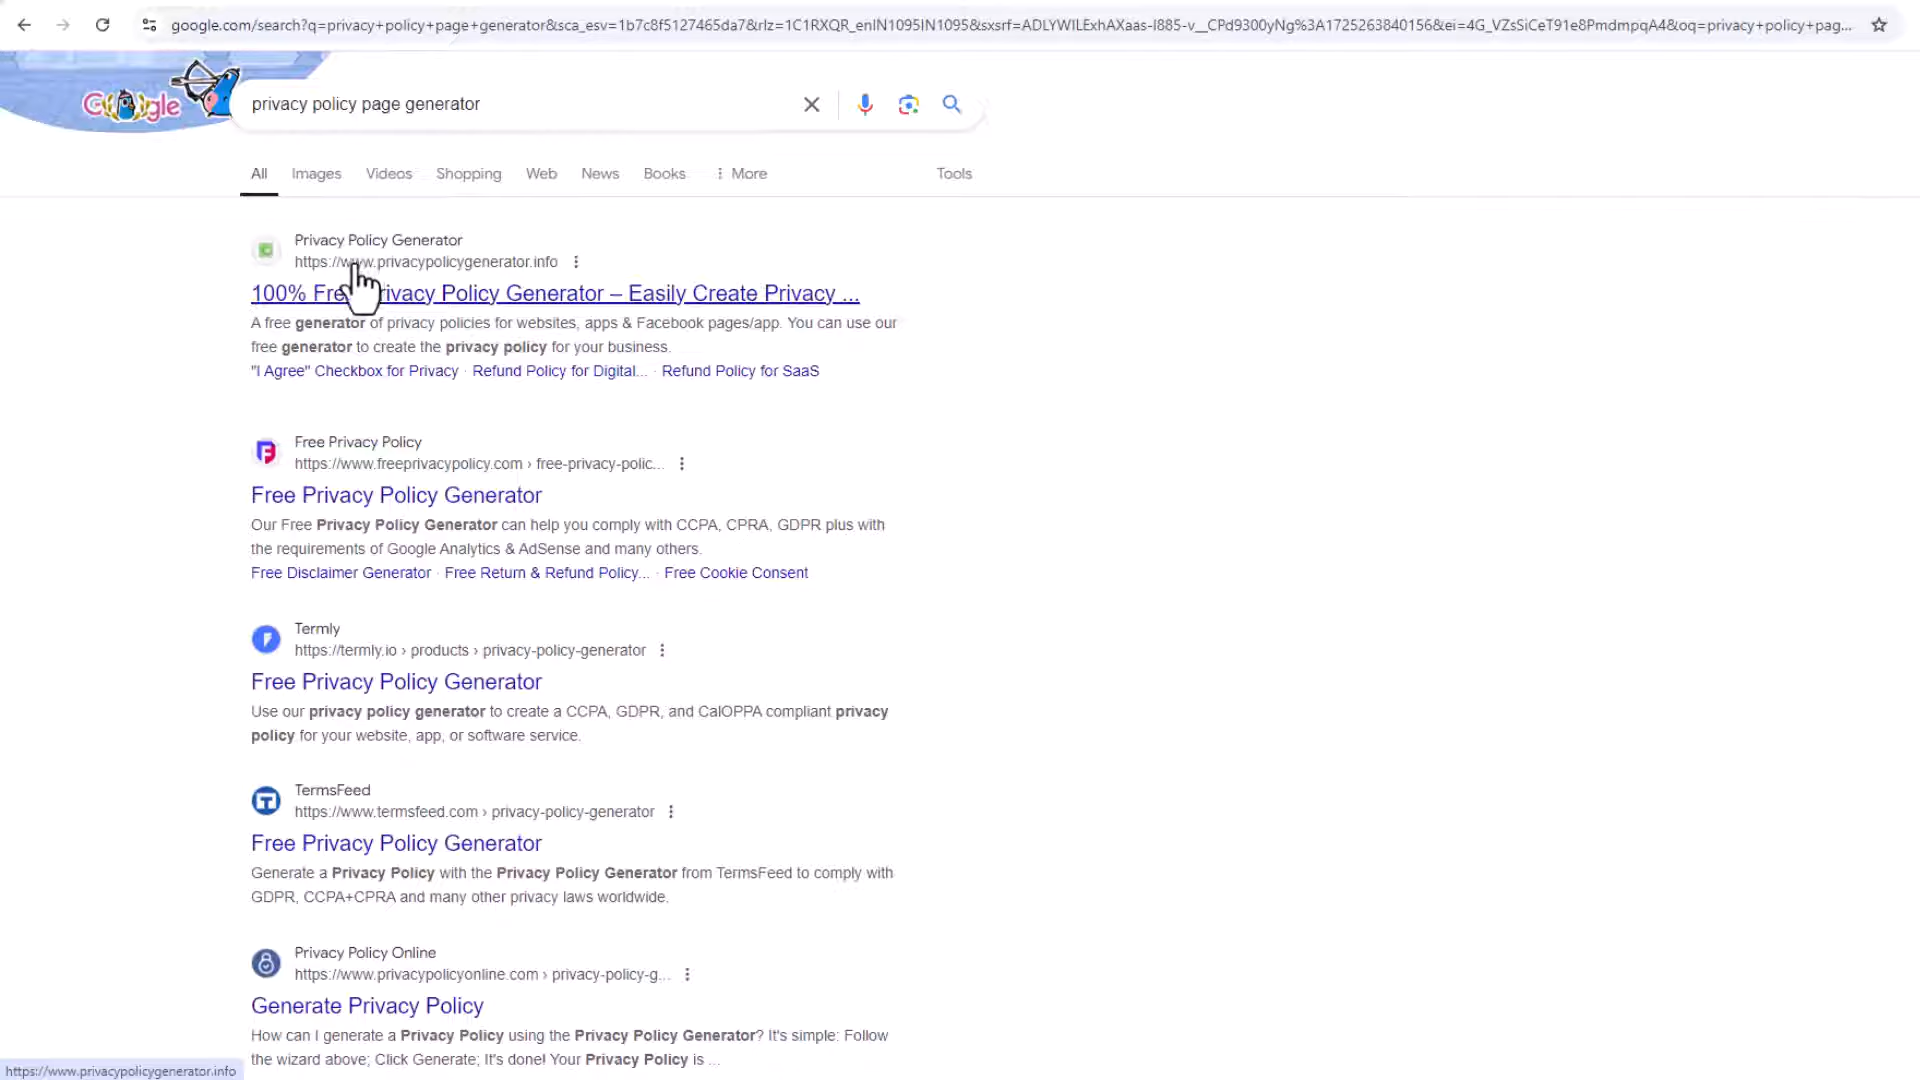 google.com/search?q=privacy+policy+page+generator&sca_esv=1b7c8f5127465da7&rlz=1C1RXQR_enIN1095IN1095&sxsrf=ADLYWILExhAXaas-I885-v__CPd9300yNg%3A1725263840156&ei=4G_VZsSiCeT91e8PmdmpqA4&oq=privacy+policy+pag...
Google
privacy policy page generator
All Images Videos Shopping Web News Books More Tools
Privacy Policy Generator
https://www.privacypolicygenerator.info
100% Free Privacy Policy Generator – Easily Create Privacy ...
A free generator of privacy policies for websites, apps & Facebook pages/app. You can use our
free generator to create the privacy policy for your business.
"I Agree" Checkbox for Privacy · Refund Policy for Digital... · Refund Policy for SaaS
Free Privacy Policy
https://www.freeprivacypolicy.com › free-privacy-polic...
Free Privacy Policy Generator
Our Free Privacy Policy Generator can help you comply with CCPA, CPRA, GDPR plus with
the requirements of Google Analytics & AdSense and many others.
Free Disclaimer Generator · Free Return & Refund Policy... · Free Cookie Consent
Termly
https://termly.io › products › privacy-policy-generator
Free Privacy Policy Generator
Use our privacy policy generator to create a CCPA, GDPR, and CalOPPA compliant privacy
policy for your website, app, or software service.
TermsFeed
https://www.termsfeed.com › privacy-policy-generator
Free Privacy Policy Generator
Generate a Privacy Policy with the Privacy Policy Generator from TermsFeed to comply with
GDPR, CCPA+CPRA and many other privacy laws worldwide.
Privacy Policy Online
https://www.privacypolicyonline.com › privacy-policy-g...
Generate Privacy Policy
How can I generate a Privacy Policy using the Privacy Policy Generator? It's simple: Follow
the wizard above; Click Generate; It's done! Your Privacy Policy is ...
https://www.privacypolicygenerator.info